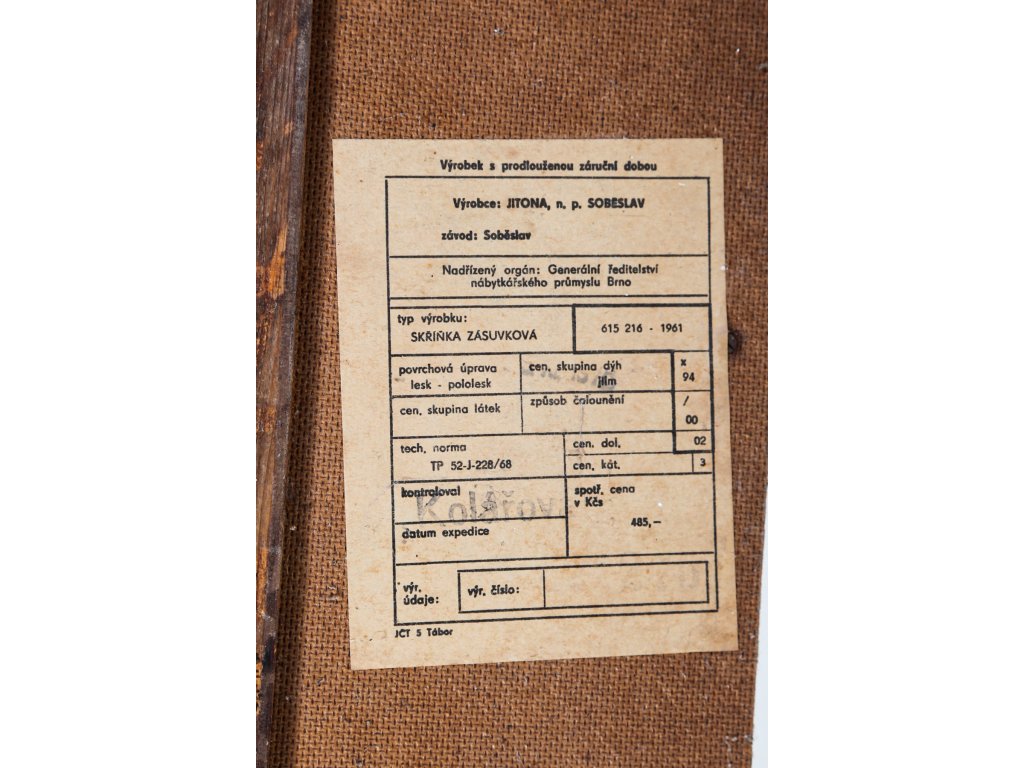 Výrobek s prodlouženou záruční dobou
Výrobce: JITONA, n. p. SOBĚSLAV
závod: Soběslav
Nadřízený orgán: Generální ředitelství
nábytkářského průmyslu Brno
typ výrobku:
SKŘÍŇKA ZÁSUVKOVÁ
615 216 - 1961
povrchová úprava
lesk - pololesk
cen. skupina dýh
jilm
x
94
cen. skupina látek
způsob čalounění
/
00
tech. norma
TP 52-J-228/68
cen. dol.
02
cen. kát.
3
kontroloval
Kolářov
datum expedice
spotř. cena
v Kčs
485,—
výr.
údaje:
výr. číslo:
JČT 5 Tábor